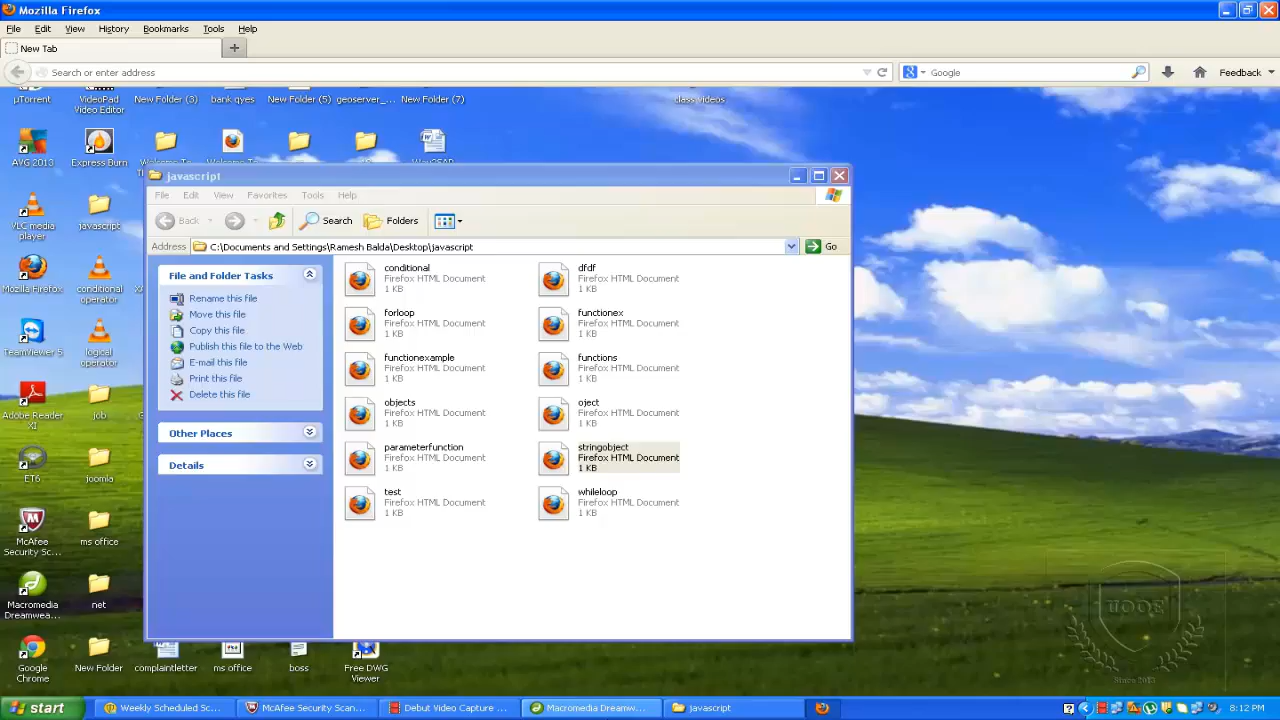 Mozilla Firefox
File Edit View History Bookmarks Tools Help
New Tab
Search or enter address
Google
Feedback
µTorrent
VideoPad Video Editor
New Folder (3)
bank qyes
New Folder (5)
geoserver_...
New Folder (7)
class videos
AVG 2013
Express Burn
VLC media player
javascript
Mozilla Firefox
conditional operator
TeamViewer 5
logical operator
Adobe Reader XI
job
ET6
joomla
McAfee Security Sc...
ms office
Macromedia Dreamwea...
net
Google Chrome
New Folder
complaintletter
ms office
boss
Free DWG Viewer
javascript
File Edit View Favorites Tools Help
Back
Search
Folders
Address
C:\Documents and Settings\Ramesh Balda\Desktop\javascript
Go
File and Folder Tasks
Rename this file
Move this file
Copy this file
Publish this file to the Web
E-mail this file
Print this file
Delete this file
Other Places
Details
conditional
Firefox HTML Document
1 KB
dfdf
Firefox HTML Document
1 KB
forloop
Firefox HTML Document
1 KB
functionex
Firefox HTML Document
1 KB
functionexample
Firefox HTML Document
1 KB
functions
Firefox HTML Document
1 KB
objects
Firefox HTML Document
1 KB
oject
Firefox HTML Document
1 KB
parameterfunction
Firefox HTML Document
1 KB
stringobject
Firefox HTML Document
1 KB
test
Firefox HTML Document
1 KB
whileloop
Firefox HTML Document
1 KB
UOOE
Since 2013
start
Weekly Scheduled Sc...
McAfee Security Scan...
Debut Video Capture ...
Macromedia Dreamw...
javascript
8:12 PM